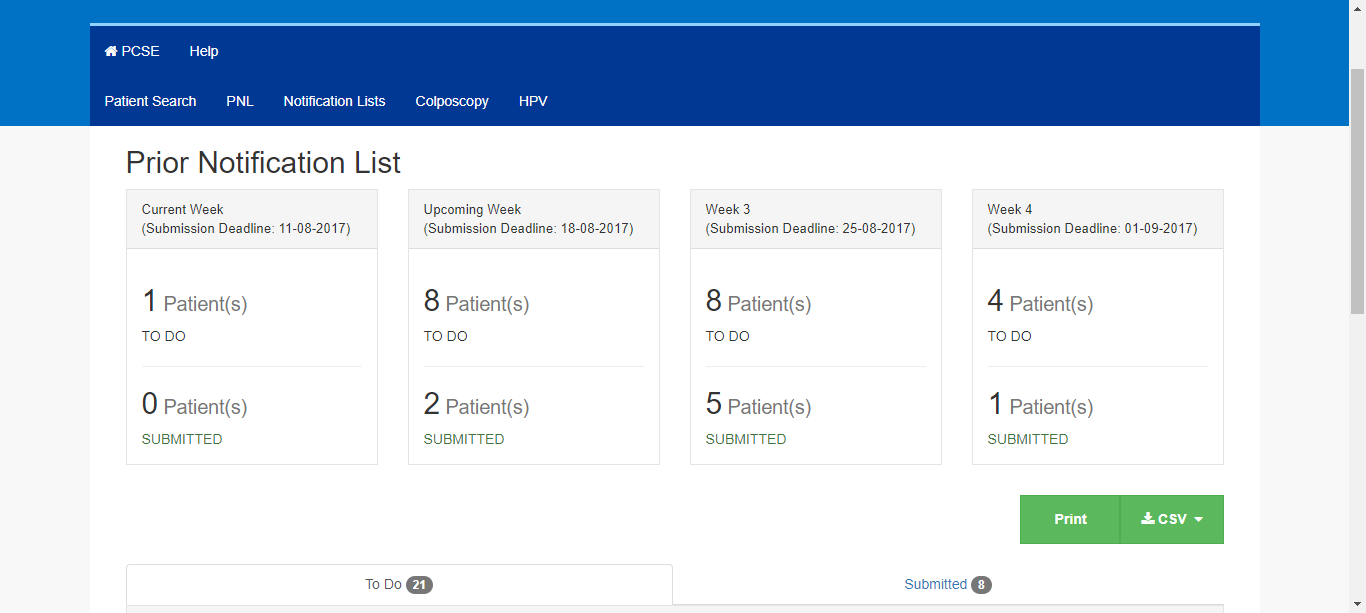 PCSE Help
Patient Search PNL Notification Lists Colposcopy HPV
Prior Notification List
Current Week
(Submission Deadline: 11-08-2017)
1 Patient(s)
TO DO
0 Patient(s)
SUBMITTED
Upcoming Week
(Submission Deadline: 18-08-2017)
8 Patient(s)
TO DO
2 Patient(s)
SUBMITTED
Week 3
(Submission Deadline: 25-08-2017)
8 Patient(s)
TO DO
5 Patient(s)
SUBMITTED
Week 4
(Submission Deadline: 01-09-2017)
4 Patient(s)
TO DO
1 Patient(s)
SUBMITTED
Print CSV
To Do 21 Submitted 8